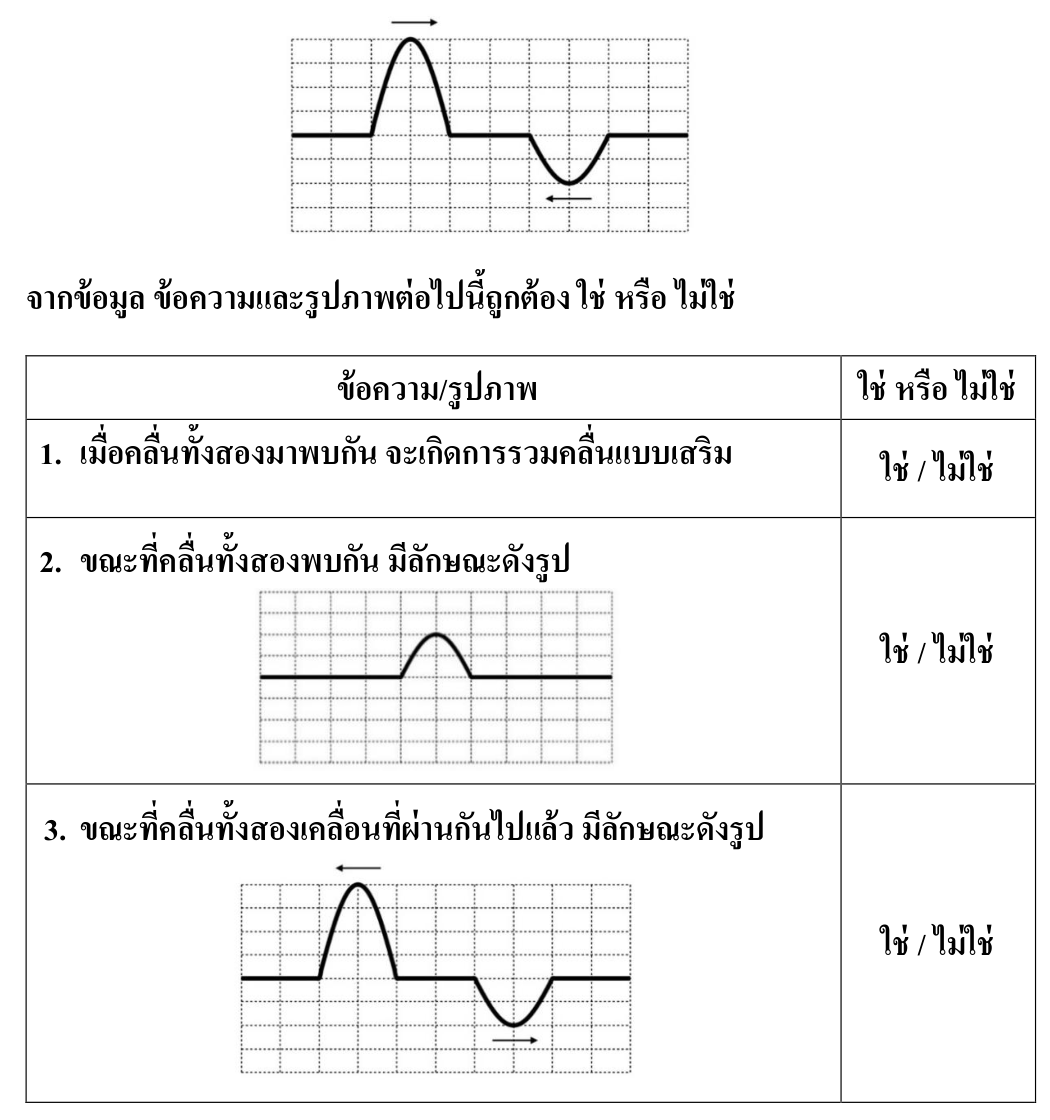 จากข้อมูล ข้อความและรูปภาพต่อไปนี้ถูกต้อง ใช่ หรือ ไม่ใช่
ข้อความ/รูปภาพ
ใช่ หรือ ไม่ใช่
1. เมื่อคลื่นทั้งสองมาพบกัน จะเกิดการรวมคลื่นแบบเสริม
ใช่ / ไม่ใช่
2. ขณะที่คลื่นทั้งสองพบกัน มีลักษณะดังรูป
ใช่ / ไม่ใช่
3. ขณะที่คลื่นทั้งสองเคลื่อนที่ผ่านกันไปแล้ว มีลักษณะดังรูป
ใช่ / ไม่ใช่